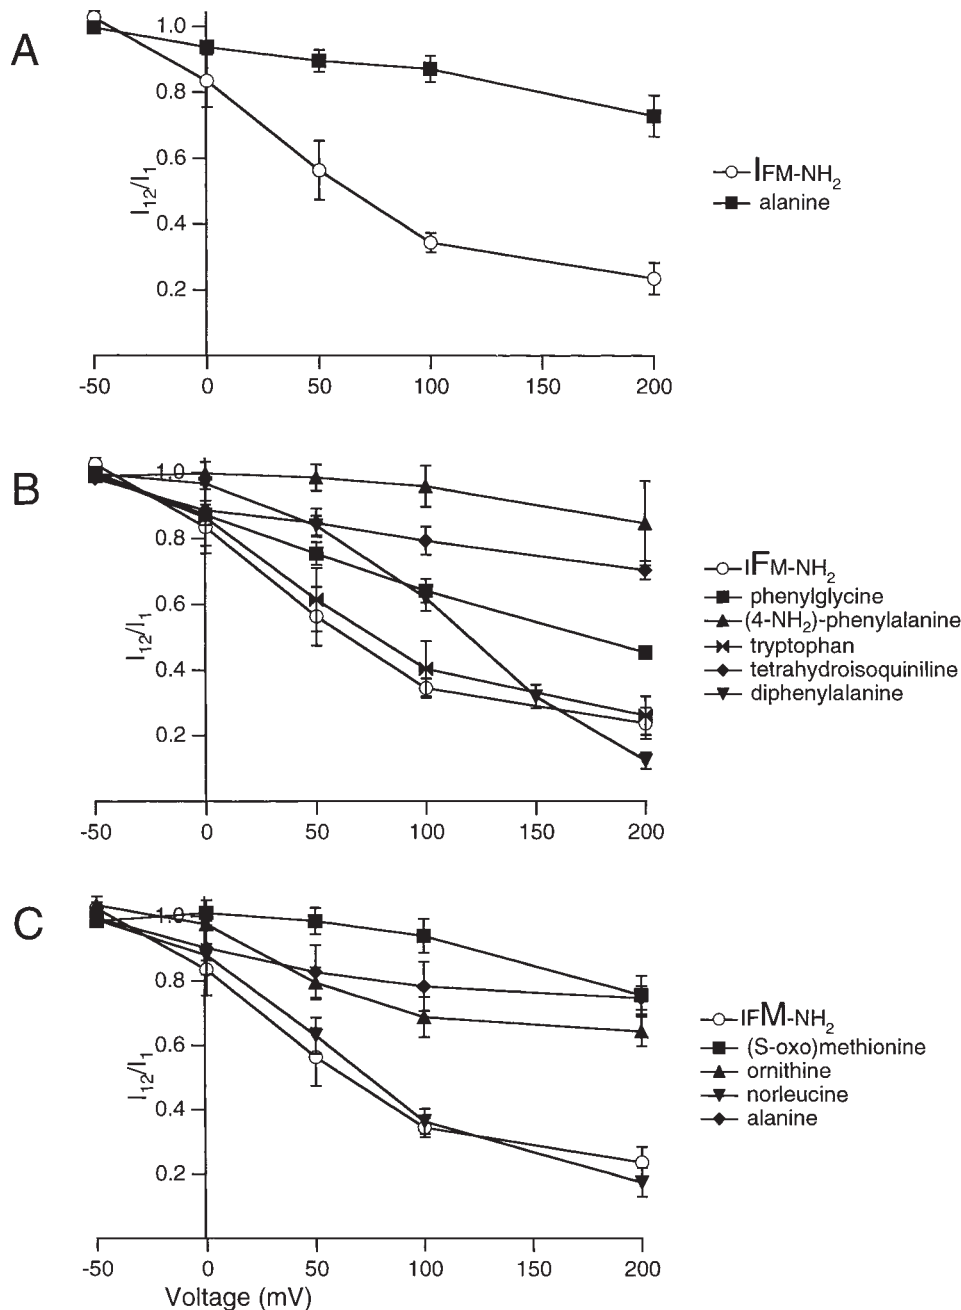 A
1.0
0.8
0.6
0.4
0.2
I12/I1
-50 0 50 100 150 200
IFM-NH2
alanine
B
1.0
0.8
0.6
0.4
0.2
I12/I1
-50 0 50 100 150 200
IFM-NH2
phenylglycine
(4-NH2)-phenylalanine
tryptophan
tetrahydroisoquiniline
diphenylalanine
C
1.0
0.8
0.6
0.4
0.2
I12/I1
-50 0 50 100 150 200
Voltage (mV)
IFM-NH2
(S-oxo)methionine
ornithine
norleucine
alanine